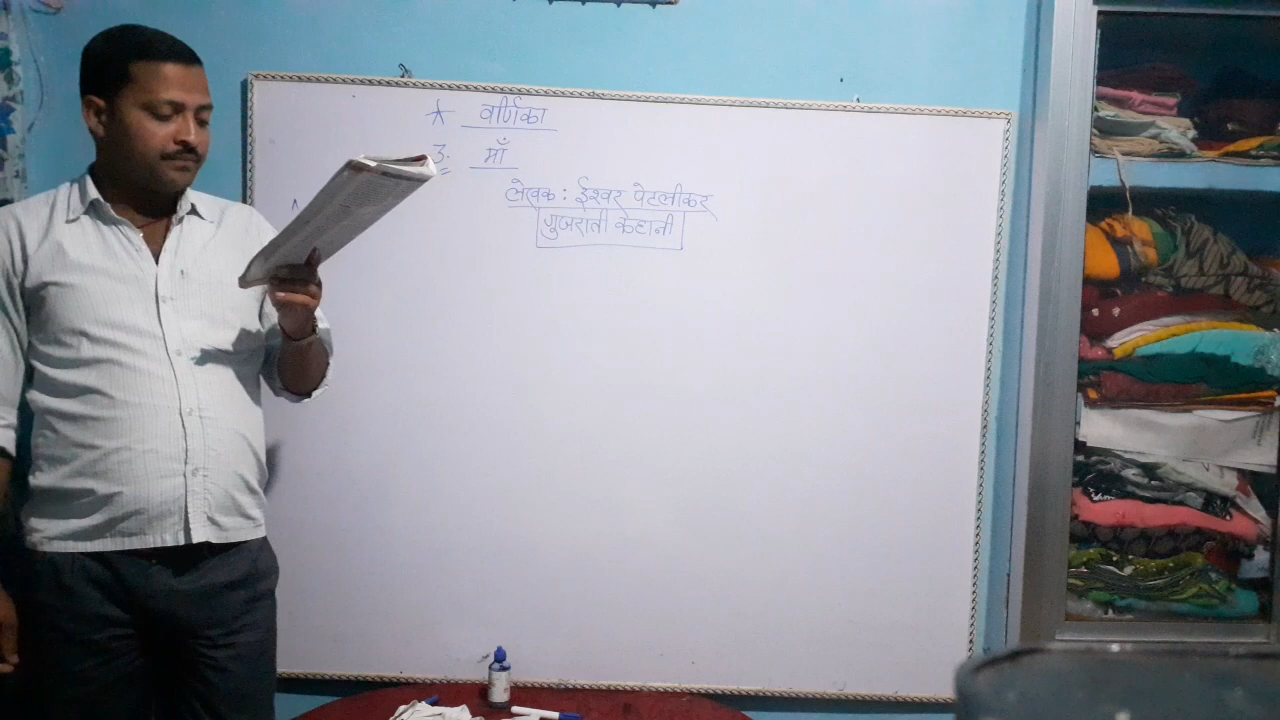 ★ वर्णिका
3. माँ
लेखक : ईश्वर पेटलीकर
गुजराती कहानी